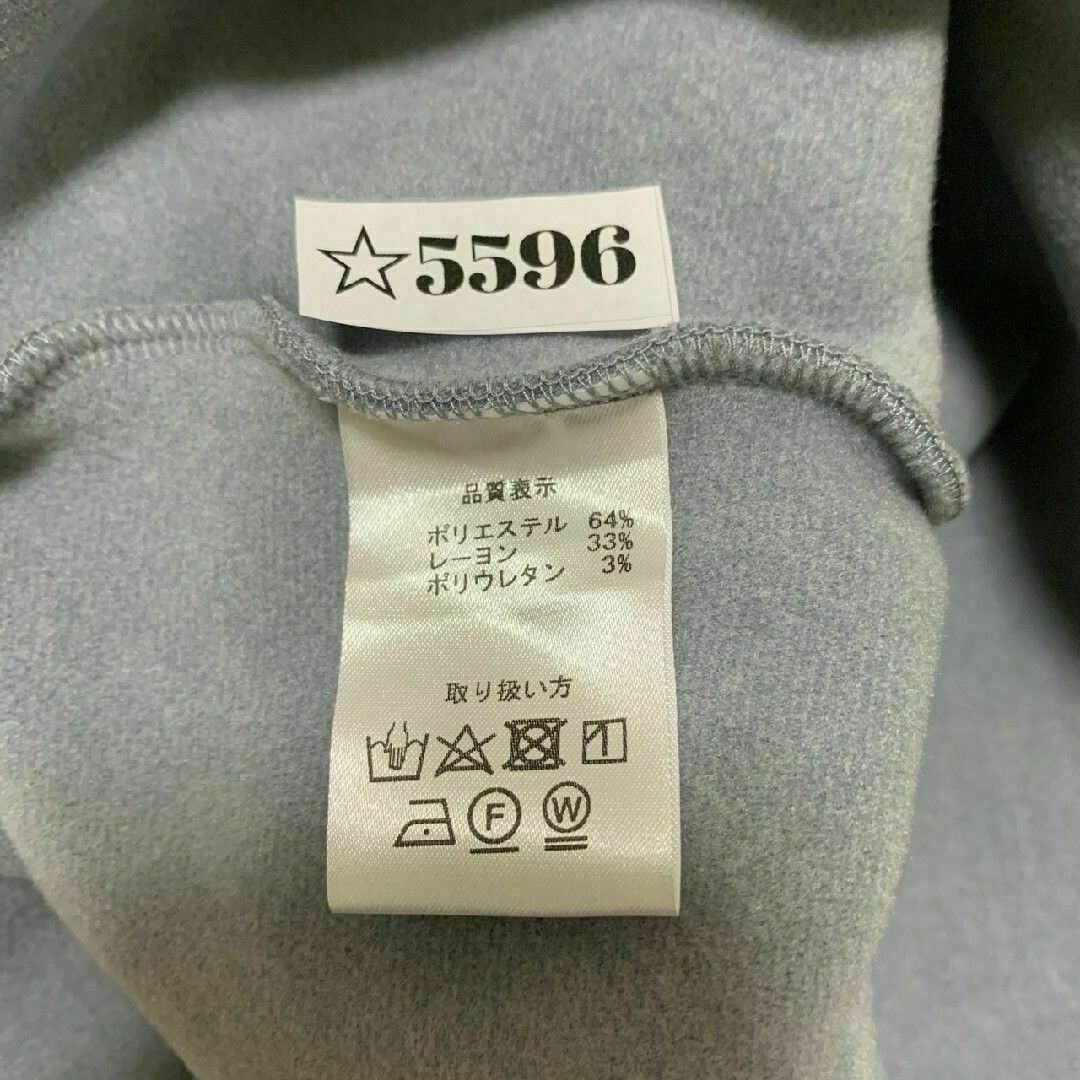 ☆5596
品質表示
ポリエステル 64%
レーヨン 33%
ポリウレタン 3%
取り扱い方
F W